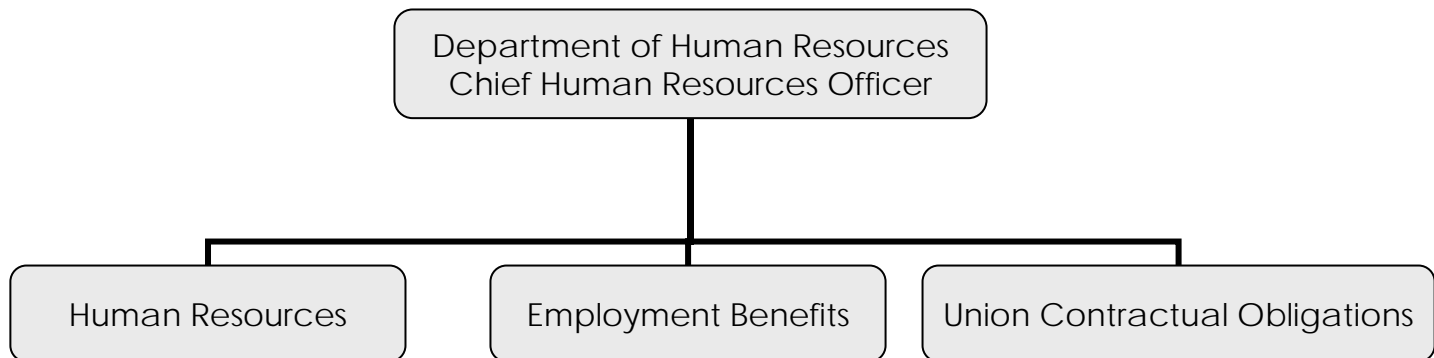 Department of Human Resources
Chief Human Resources Officer
Human Resources
Employment Benefits
Union Contractual Obligations